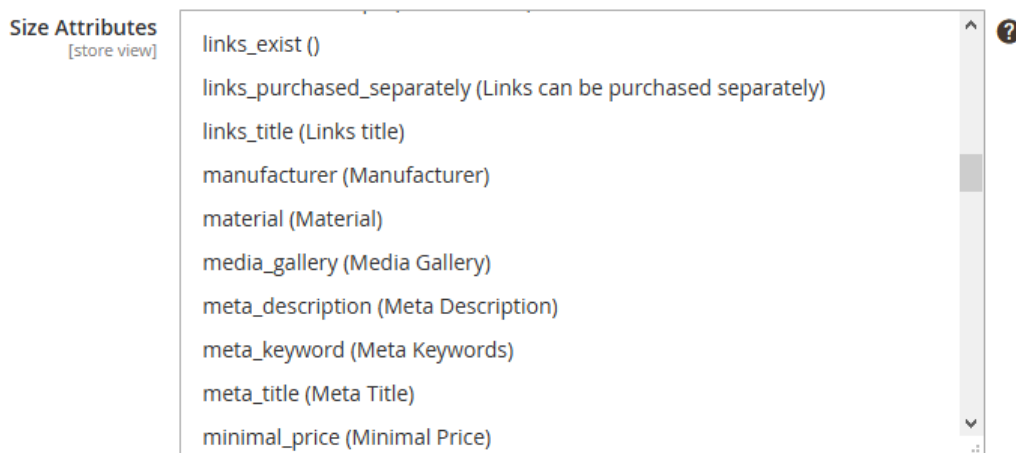 Size Attributes
[store view]
links_exist ()
links_purchased_separately (Links can be purchased separately)
links_title (Links title)
manufacturer (Manufacturer)
material (Material)
media_gallery (Media Gallery)
meta_description (Meta Description)
meta_keyword (Meta Keywords)
meta_title (Meta Title)
minimal_price (Minimal Price)
?